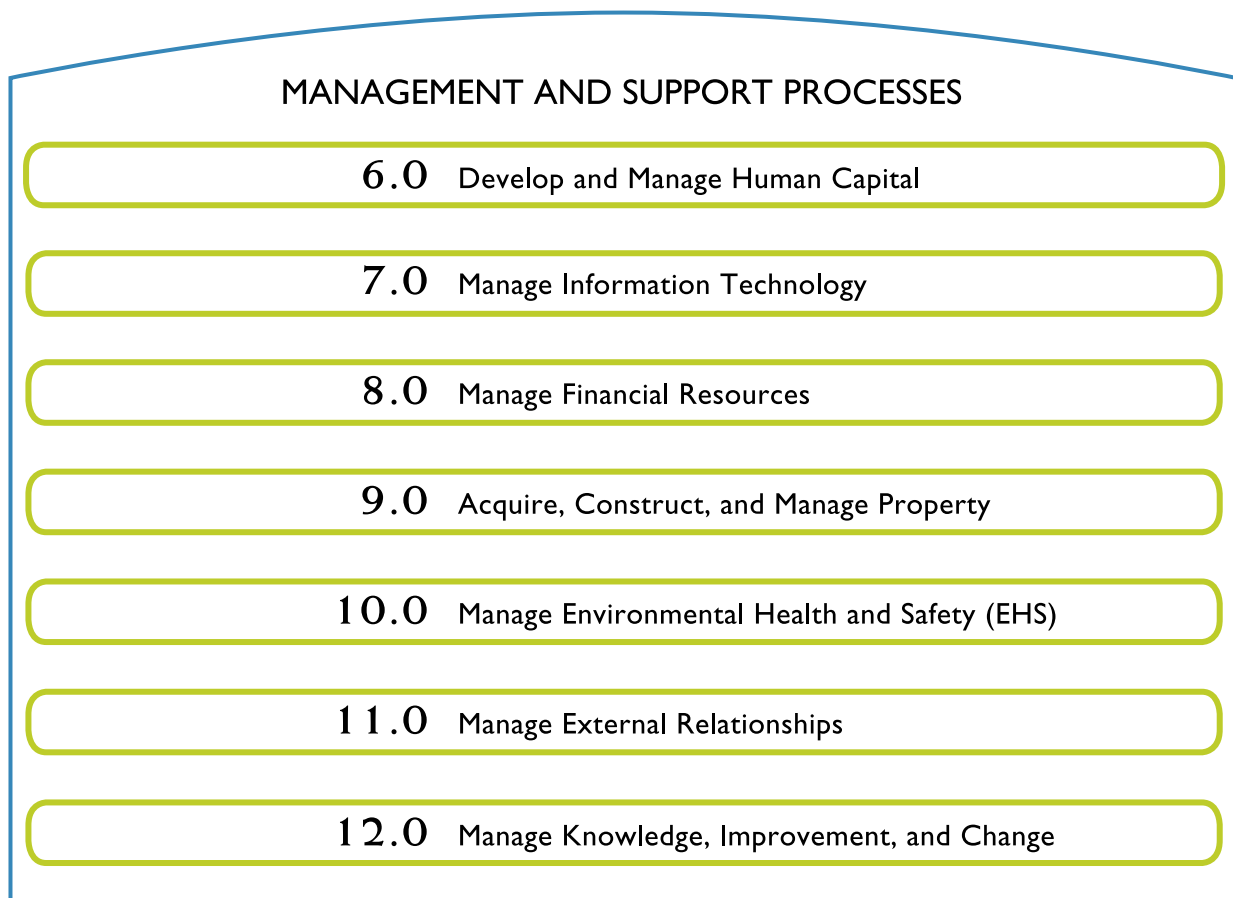 MANAGEMENT AND SUPPORT PROCESSES
6.0 Develop and Manage Human Capital
7.0 Manage Information Technology
8.0 Manage Financial Resources
9.0 Acquire, Construct, and Manage Property
10.0 Manage Environmental Health and Safety (EHS)
11.0 Manage External Relationships
12.0 Manage Knowledge, Improvement, and Change